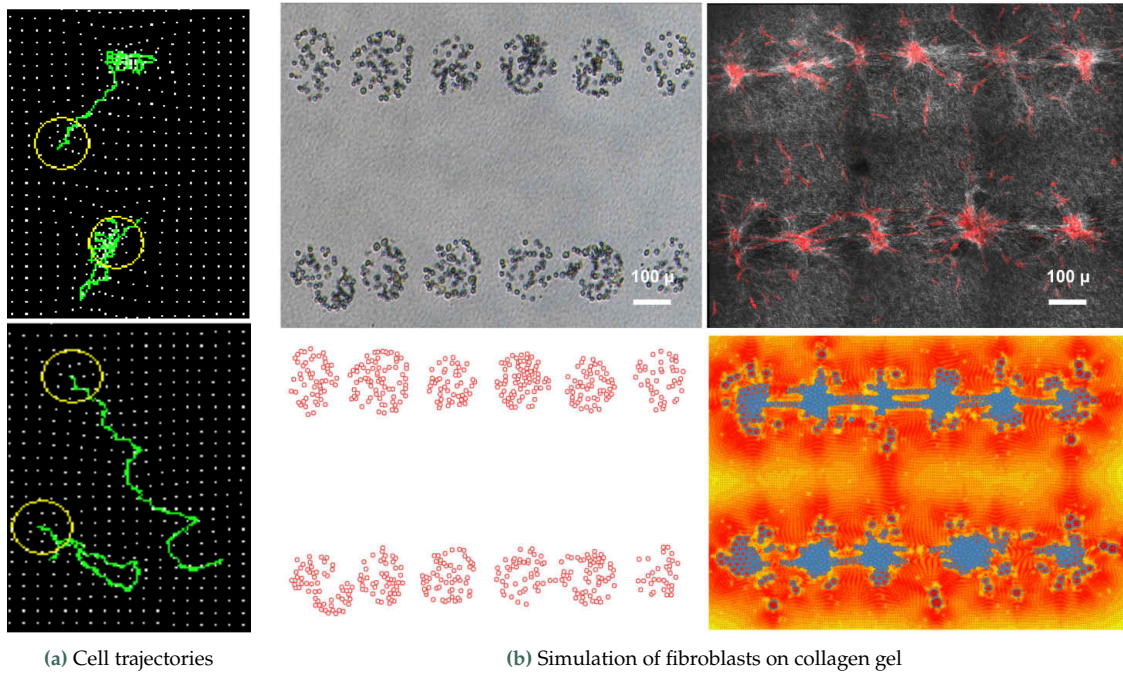 100 µ
100 µ
(a) Cell trajectories
(b) Simulation of fibroblasts on collagen gel